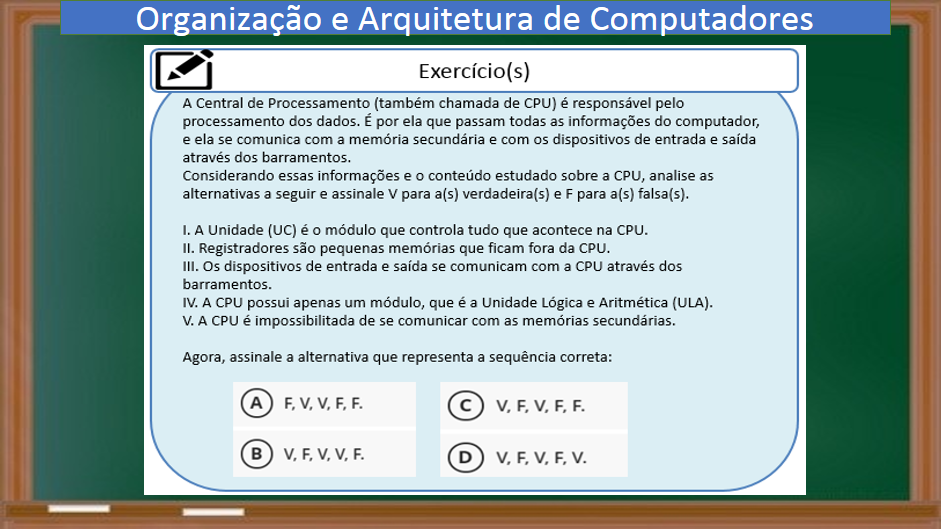 Organização e Arquitetura de Computadores
Exercício(s)
A Central de Processamento (também chamada de CPU) é responsável pelo
processamento dos dados. É por ela que passam todas as informações do computador,
e ela se comunica com a memória secundária e com os dispositivos de entrada e saída
através dos barramentos.
Considerando essas informações e o conteúdo estudado sobre a CPU, analise as
alternativas a seguir e assinale V para a(s) verdadeira(s) e F para a(s) falsa(s).
I. A Unidade (UC) é o módulo que controla tudo que acontece na CPU.
II. Registradores são pequenas memórias que ficam fora da CPU.
III. Os dispositivos de entrada e saída se comunicam com a CPU através dos
barramentos.
IV. A CPU possui apenas um módulo, que é a Unidade Lógica e Aritmética (ULA).
V. A CPU é impossibilitada de se comunicar com as memórias secundárias.
Agora, assinale a alternativa que representa a sequência correta:
A F, V, V, F, F.
B V, F, V, V, F.
C V, F, V, F, F.
D V, F, V, F, V.